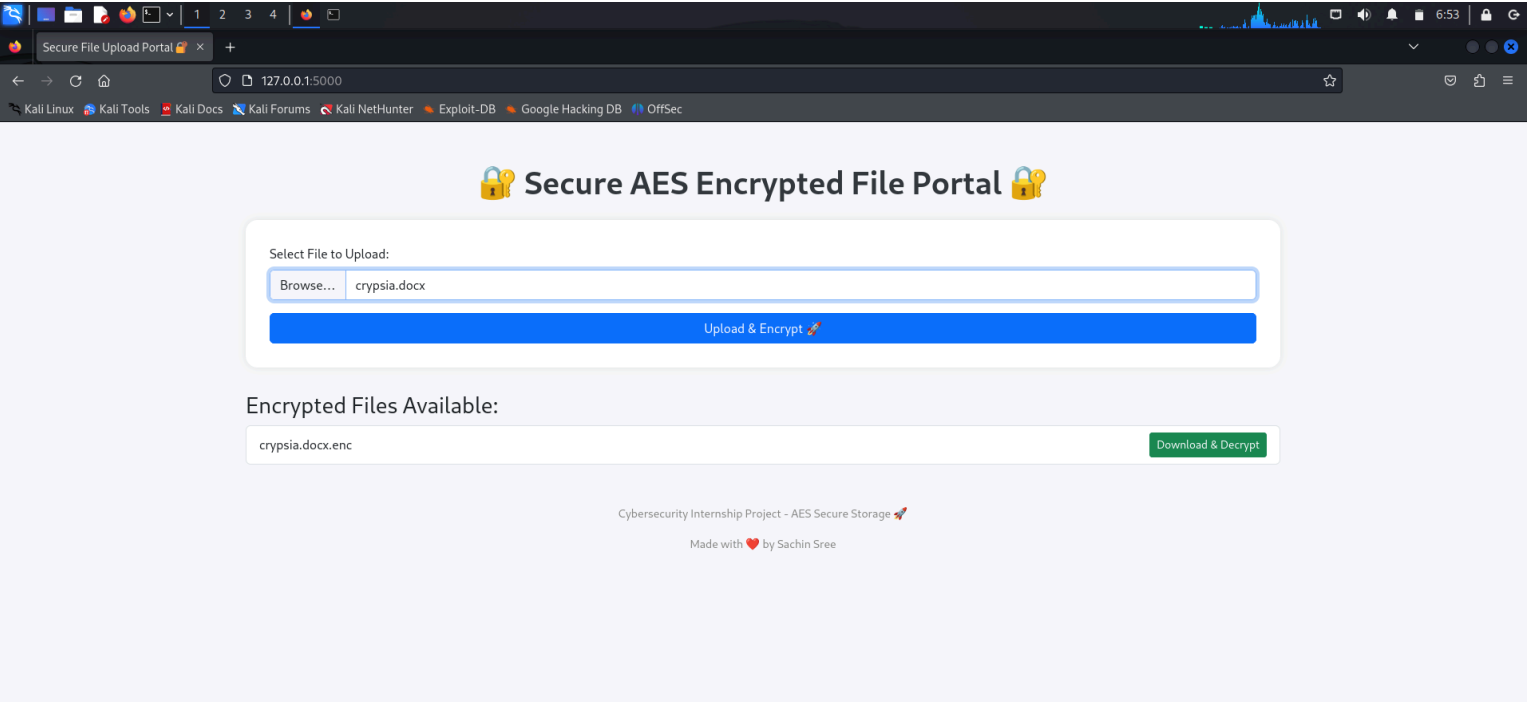 1 2 3 4 6:53
Secure File Upload Portal🔐
127.0.0.1:5000
Kali Linux Kali Tools Kali Docs Kali Forums Kali NetHunter Exploit-DB Google Hacking DB OffSec
🔐 Secure AES Encrypted File Portal 🔐
Select File to Upload:
Browse... crypsia.docx
Upload & Encrypt 🚀
Encrypted Files Available:
crypsia.docx.enc Download & Decrypt
Cybersecurity Internship Project - AES Secure Storage 🚀
Made with ❤️ by Sachin Sree